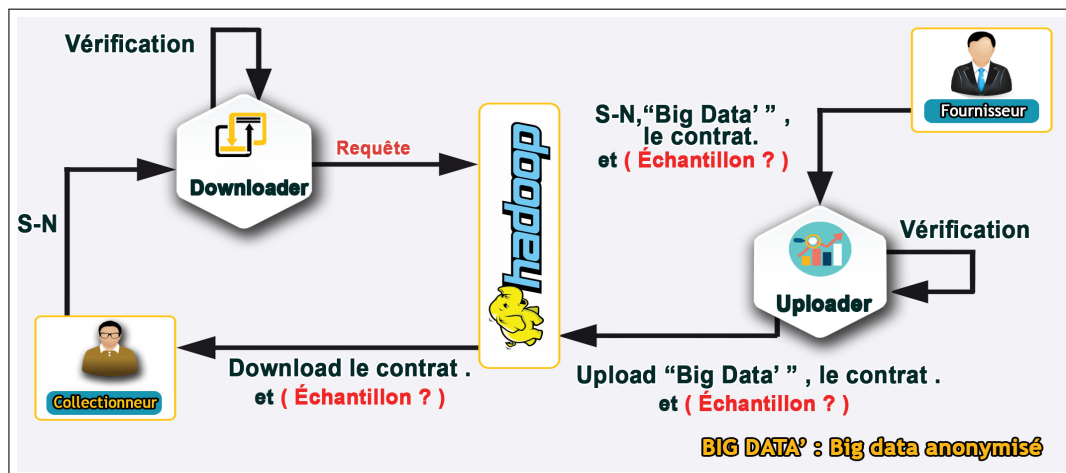 Vérification
Downloader
Requête
S-N
hadoop
Collectionneur
Download le contrat .
et ( Échantillon ? )
Fournisseur
S-N,“Big Data’ ” ,
le contrat.
et ( Échantillon ? )
Vérification
Uploader
Upload “Big Data’ ” , le contrat .
et ( Échantillon ? )
BIG DATA’ : Big data anonymisé